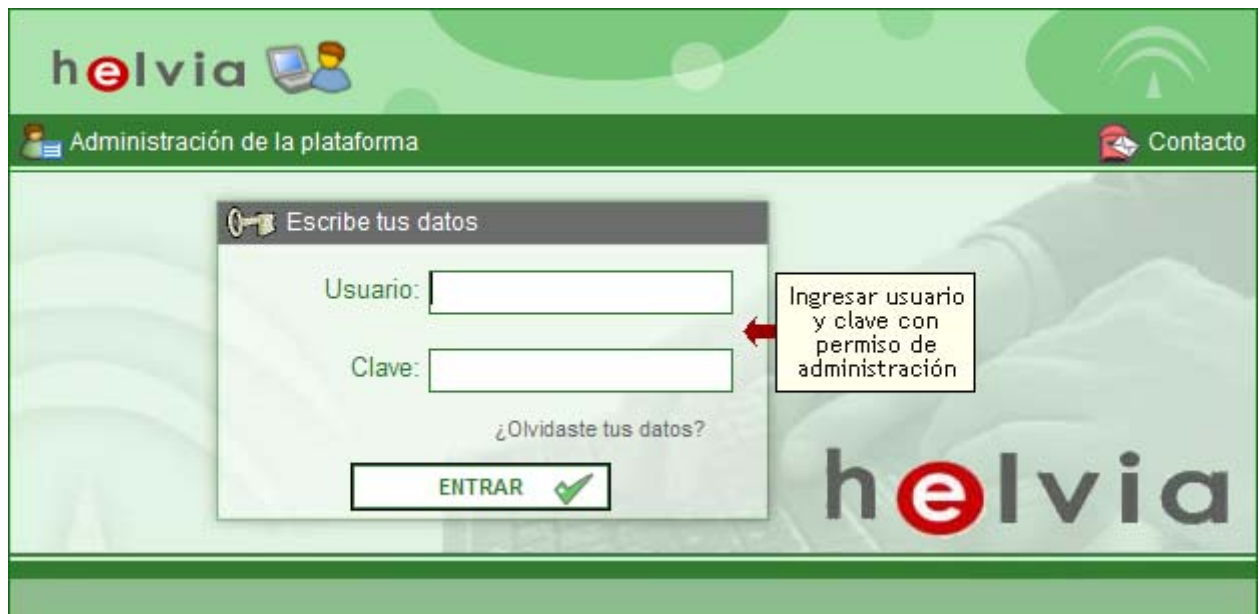 helvia
Administración de la plataforma
Contacto
Escribe tus datos
Usuario:
Clave:
¿Olvidaste tus datos?
ENTRAR
Ingresar usuario
y clave con
permiso de
administración
helvia